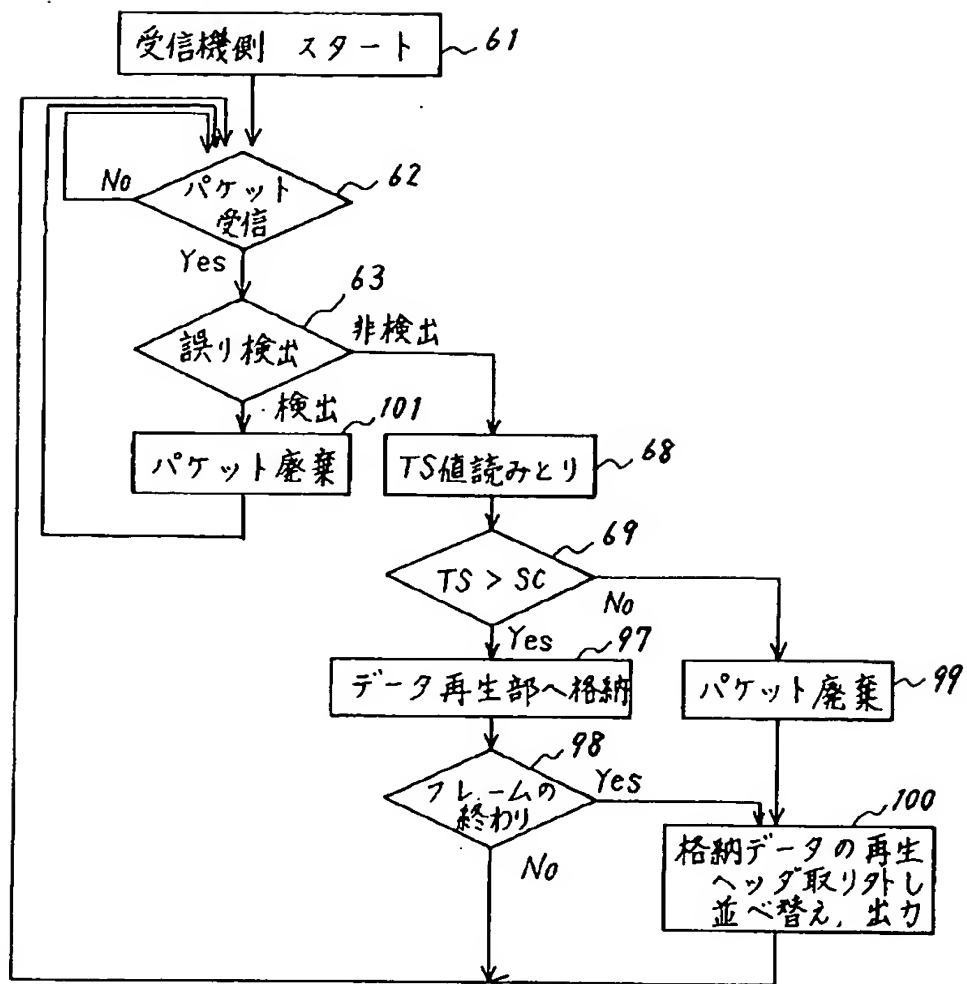 受信機側 スタート
61
パケット
受信
62
No
Yes
63
誤り検出
非検出
検出
101
パケット廃棄
TS値読みとり
68
69
TS > SC
No
Yes
97
データ再生部へ格納
パケット廃棄
99
98
フレームの
終わり
Yes
No
100
格納データの再生
ヘッダ取り外し
並べ替え, 出力